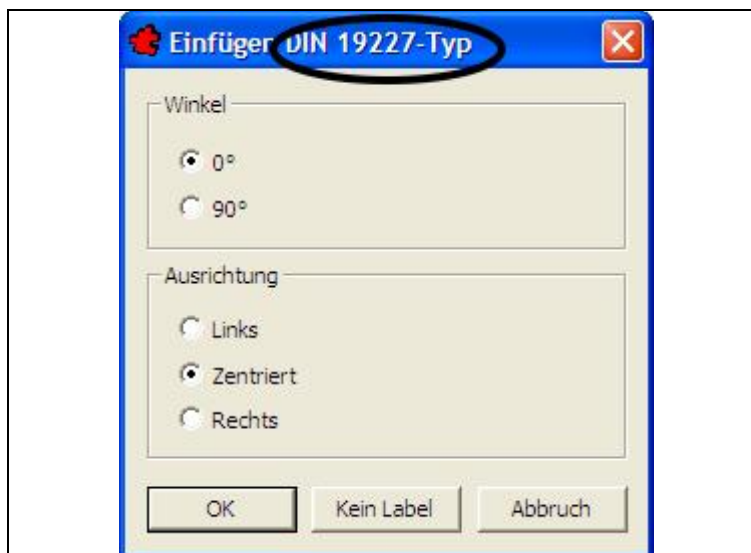 Einfügen DIN 19227-Typ
Winkel
0°
90°
Ausrichtung
Links
Zentriert
Rechts
OK
Kein Label
Abbruch